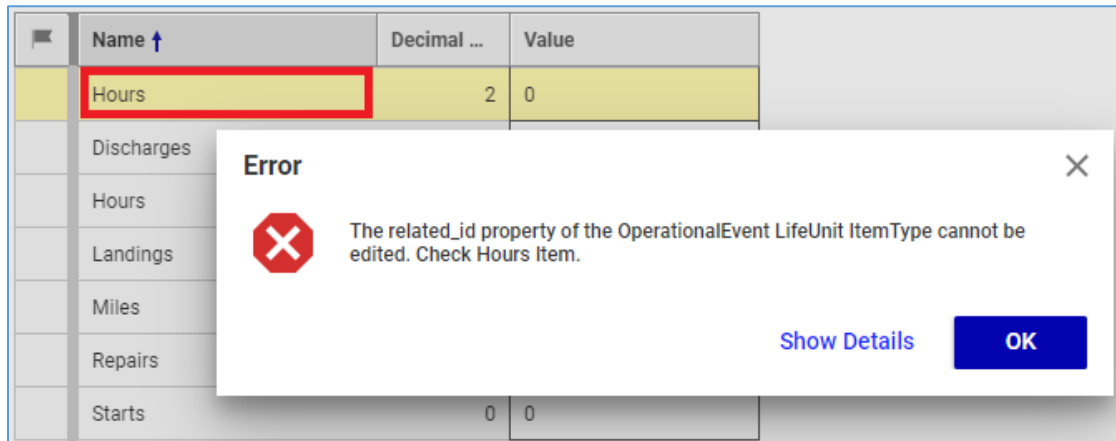 Name ↑ Decimal ... Value
Hours 2 0
Discharges
Error
Hours
The related_id property of the OperationalEvent LifeUnit ItemType cannot be
edited. Check Hours Item.
Landings
Miles
Show Details OK
Repairs
Starts 0 0